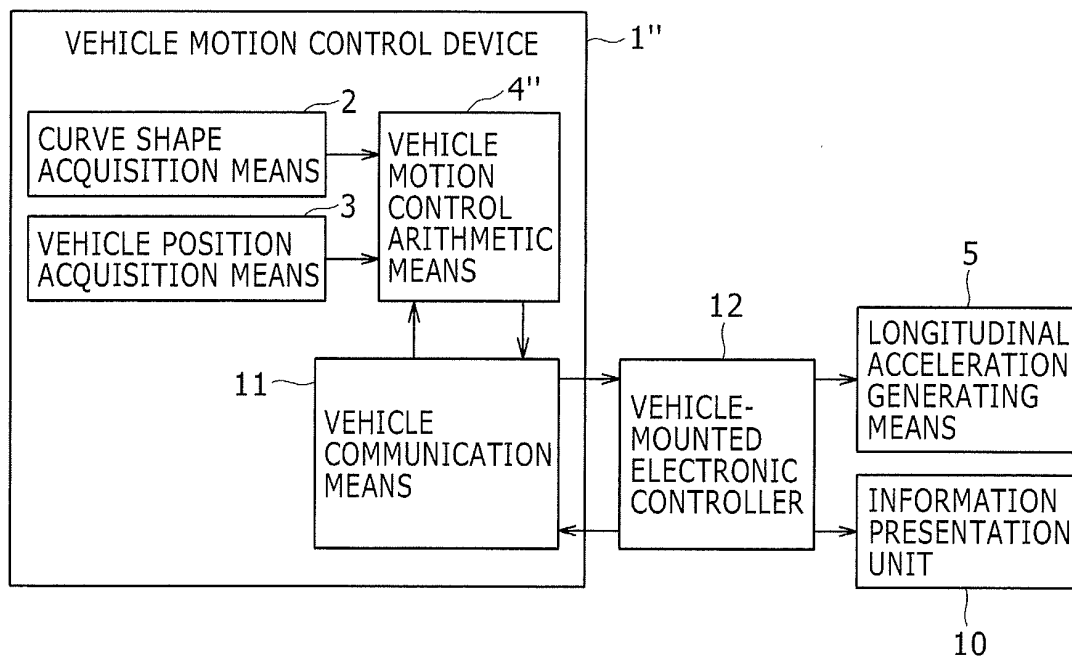 VEHICLE MOTION CONTROL DEVICE
1"
2
CURVE SHAPE
ACQUISITION MEANS
3
VEHICLE POSITION
ACQUISITION MEANS
4"
VEHICLE
MOTION
CONTROL
ARITHMETIC
MEANS
11
VEHICLE
COMMUNICATION
MEANS
12
VEHICLE-
MOUNTED
ELECTRONIC
CONTROLLER
5
LONGITUDINAL
ACCELERATION
GENERATING
MEANS
INFORMATION
PRESENTATION
UNIT
10